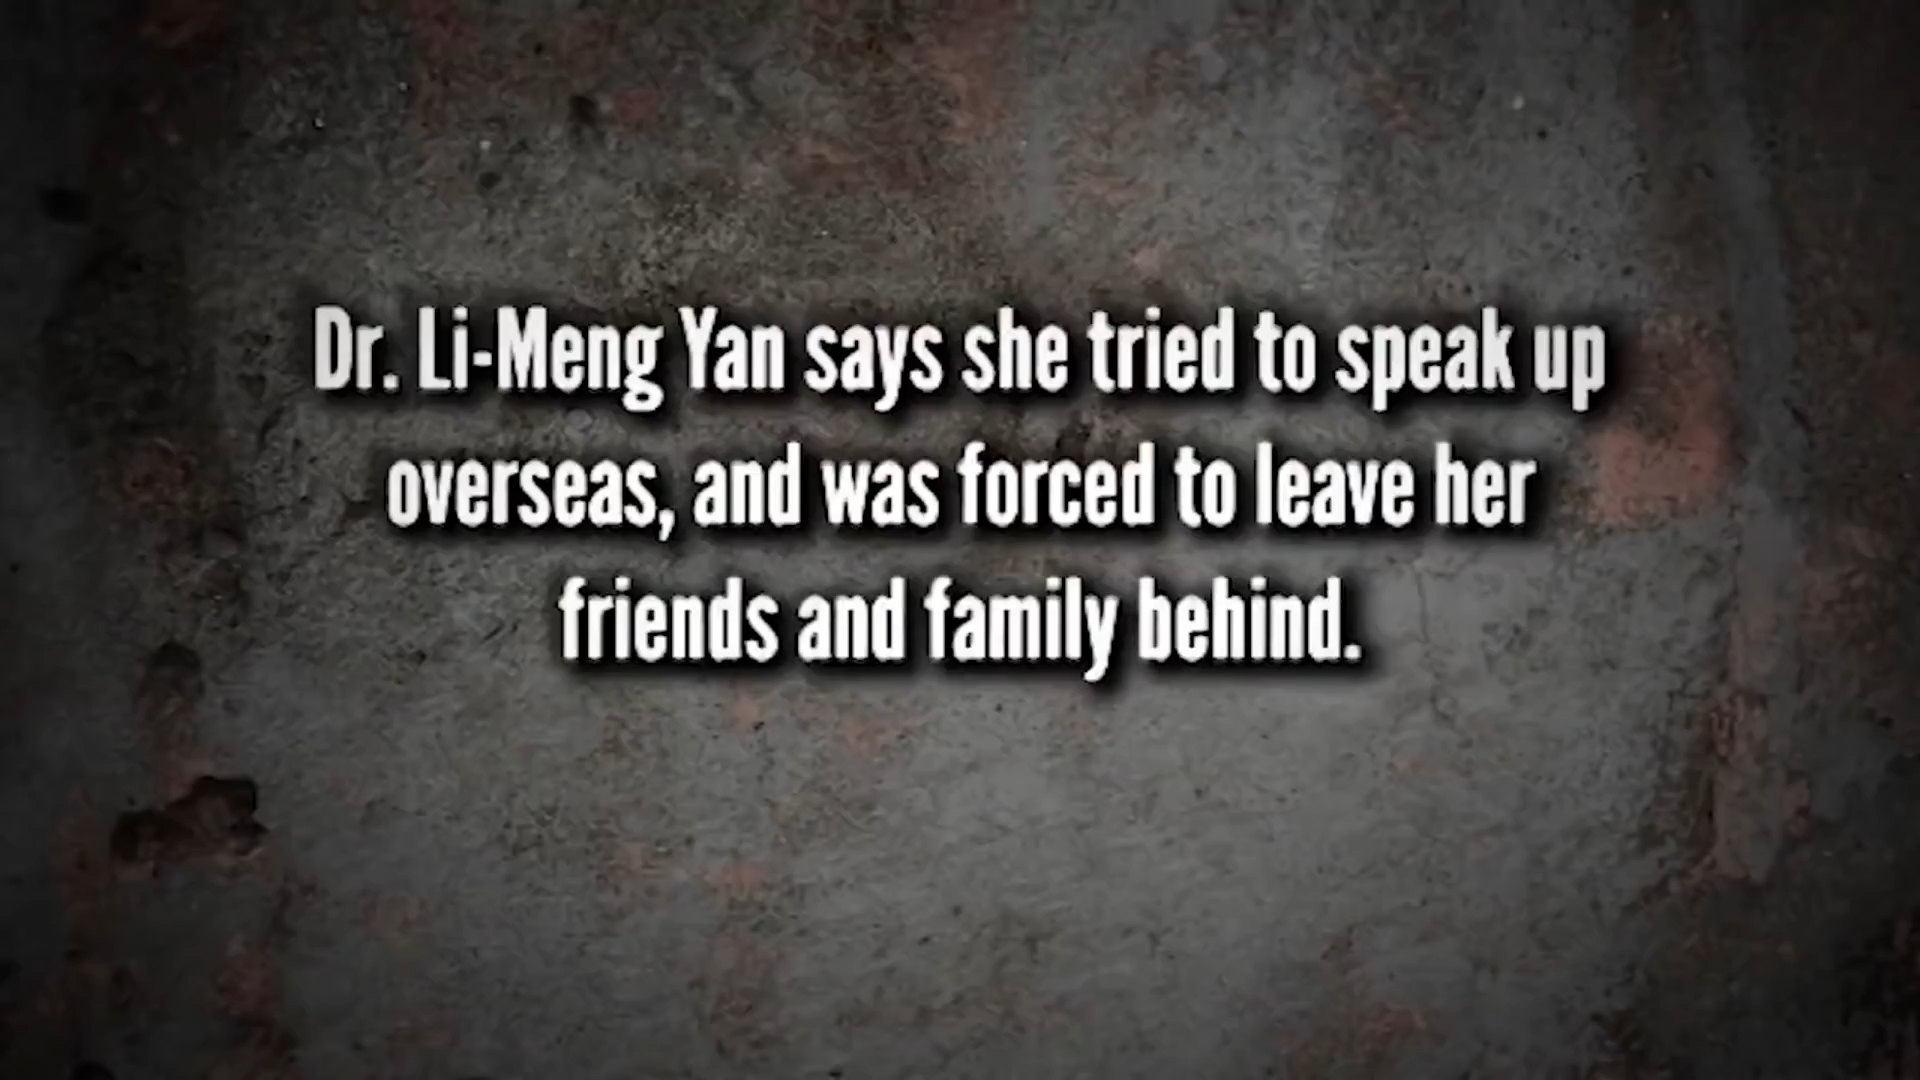 Dr. Li-Meng Yan says she tried to speak up
overseas, and was forced to leave her
friends and family behind.